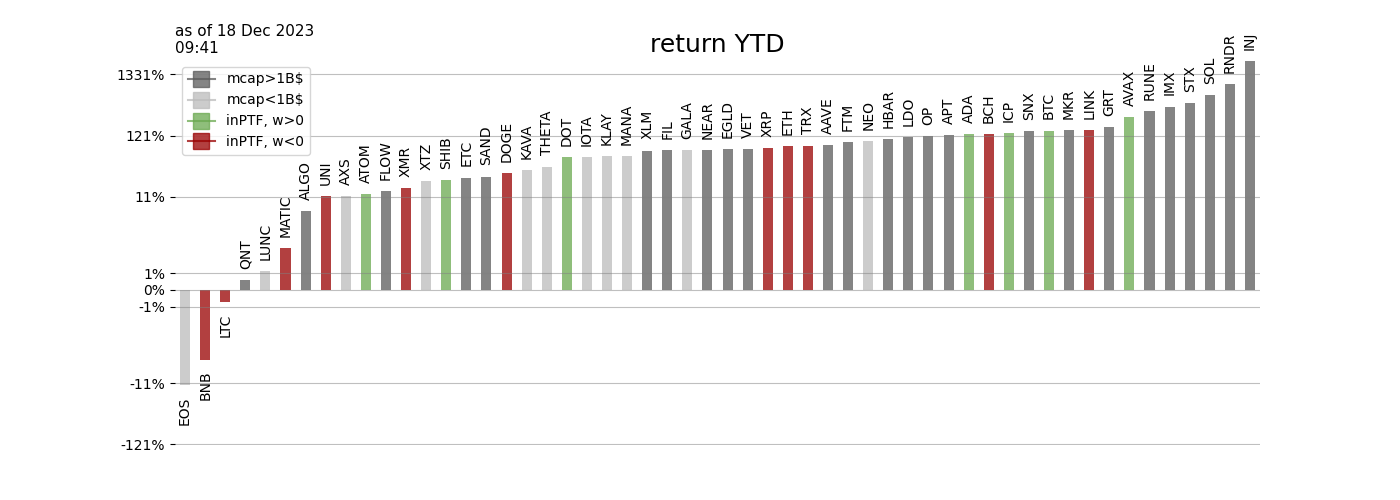 as of 18 Dec 2023
09:41
return YTD
mcap>1B$
mcap<1B$
inPTF, w>0
inPTF, w<0
1331%
121%
11%
1%
0%
-1%
-11%
-121%
EOS
BNB
LTC
QNT
LUNC
MATIC
ALGO
UNI
AXS
ATOM
FLOW
XMR
XTZ
SHIB
ETC
SAND
DOGE
KAVA
THETA
DOT
IOTA
KLAY
MANA
XLM
FIL
GALA
NEAR
EGLD
VET
XRP
ETH
TRX
AAVE
FTM
NEO
HBAR
LDO
OP
APT
ADA
BCH
ICP
SNX
BTC
MKR
LINK
GRT
AVAX
RUNE
IMX
STX
SOL
RNDR
INJ